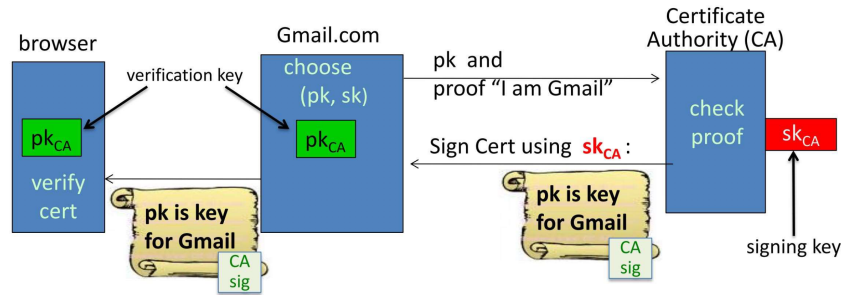 browser
Gmail.com
Certificate
Authority (CA)
verification key
choose
(pk, sk)
pk and
proof “I am Gmail”
check
proof
pkCA
pkCA
skCA
Sign Cert using skCA:
verify
cert
pk is key
for Gmail
CA
sig
pk is key
for Gmail
CA
sig
signing key